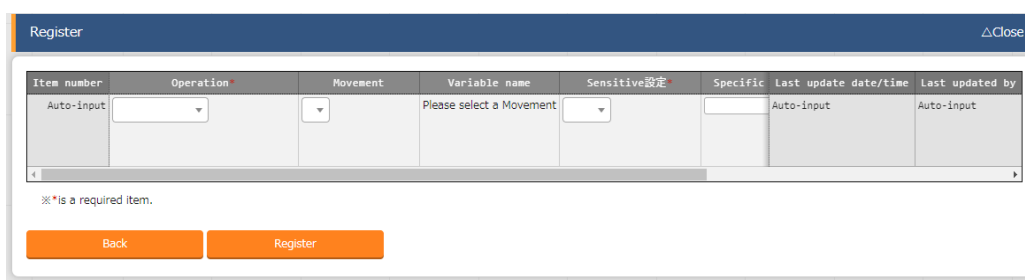 Register
△Close
Item number Operation* Movement Variable name Sensitive設定* Specific Last update date/time Last updated by
Auto-input Please select a Movement Auto-input Auto-input
※*is a required item.
Back Register